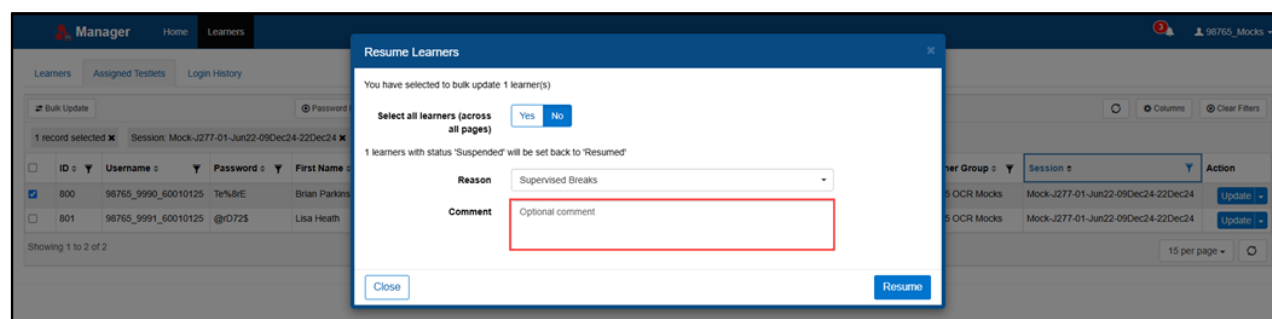 Manager Home Learners 3 98765_Mocks
Learners Assigned Testlets Login History
Bulk Update Password Columns Clear Filters
1 record selected Session: Mock-J277-01-Jun22-09Dec24-22Dec24
ID Username Password First Name ner Group Session Action
800 98765_9990_60010125 Te%8rE Brian Parkins 5 OCR Mocks Mock-J277-01-Jun22-09Dec24-22Dec24 Update
801 98765_9991_60010125 @rD72$ Lisa Heath 5 OCR Mocks Mock-J277-01-Jun22-09Dec24-22Dec24 Update
Showing 1 to 2 of 2 15 per page
Resume Learners
You have selected to bulk update 1 learner(s)
Select all learners (across
all pages) Yes No
1 learners with status 'Suspended' will be set back to 'Resumed'
Reason Supervised Breaks
Comment Optional comment
Close Resume